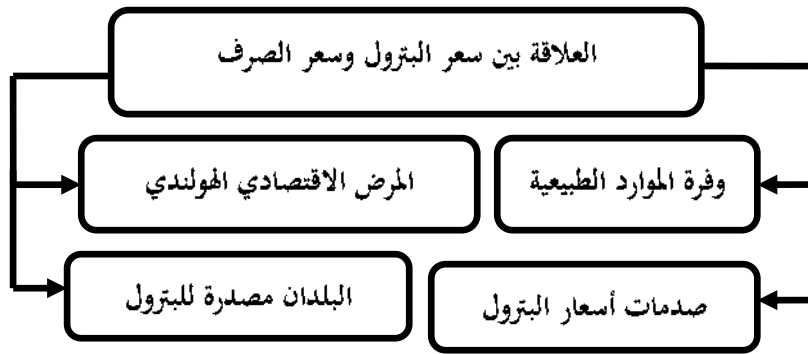 العلاقة بين سعر البترول وسعر الصرف
وفرة الموارد الطبيعية
المرض الاقتصادي الهولندي
صدمات أسعار البترول
البلدان مصدرة للبترول